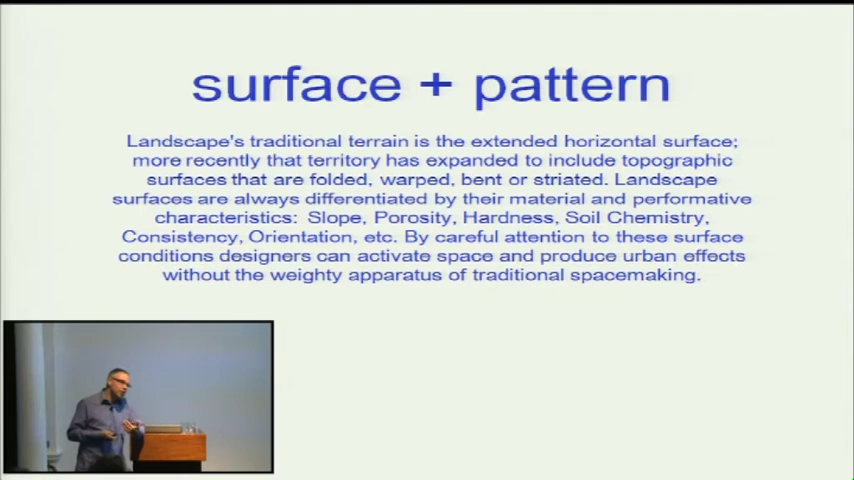 surface + pattern
Landscape's traditional terrain is the extended horizontal surface;
more recently that territory has expanded to include topographic
surfaces that are folded, warped, bent or striated. Landscape
surfaces are always differentiated by their material and performative
characteristics: Slope, Porosity, Hardness, Soil Chemistry,
Consistency, Orientation, etc. By careful attention to these surface
conditions designers can activate space and produce urban effects
without the weighty apparatus of traditional spacemaking.